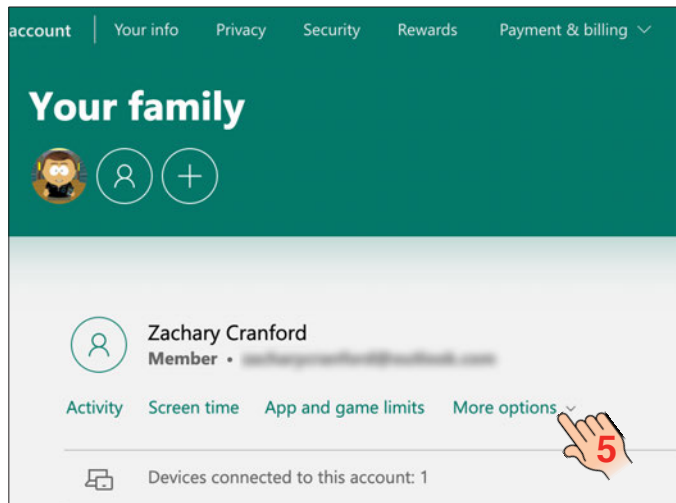 account Your info Privacy Security Rewards Payment & billing
Your family
Zachary Cranford
Member •
Activity Screen time App and game limits More options
5
Devices connected to this account: 1